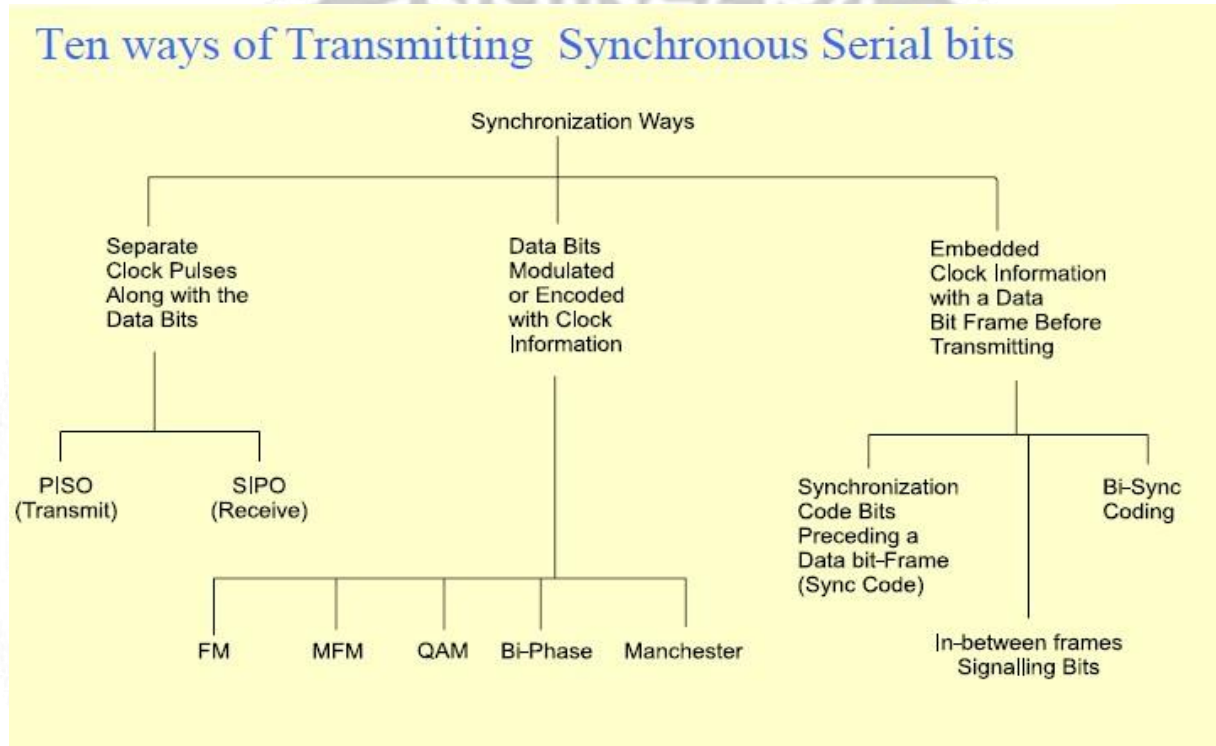 Ten ways of Transmitting Synchronous Serial bits
Synchronization Ways
Separate
Clock Pulses
Along with the
Data Bits
Data Bits
Modulated
or Encoded
with Clock
Information
Embedded
Clock Information
with a Data
Bit Frame Before
Transmitting
PISO
(Transmit)
SIPO
(Receive)
Synchronization
Code Bits
Preceding a
Data bit-Frame
(Sync Code)
Bi-Sync
Coding
FM
MFM
QAM
Bi-Phase
Manchester
In-between frames
Signalling Bits